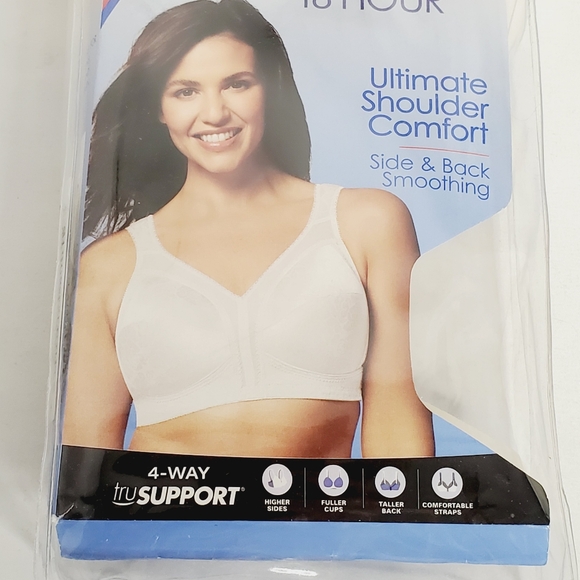 18 HOUR
Ultimate
Shoulder
Comfort
Side & Back
Smoothing
4-WAY
truSUPPORT®
HIGHER
SIDES
FULLER
CUPS
TALLER
BACK
COMFORTABLE
STRAPS